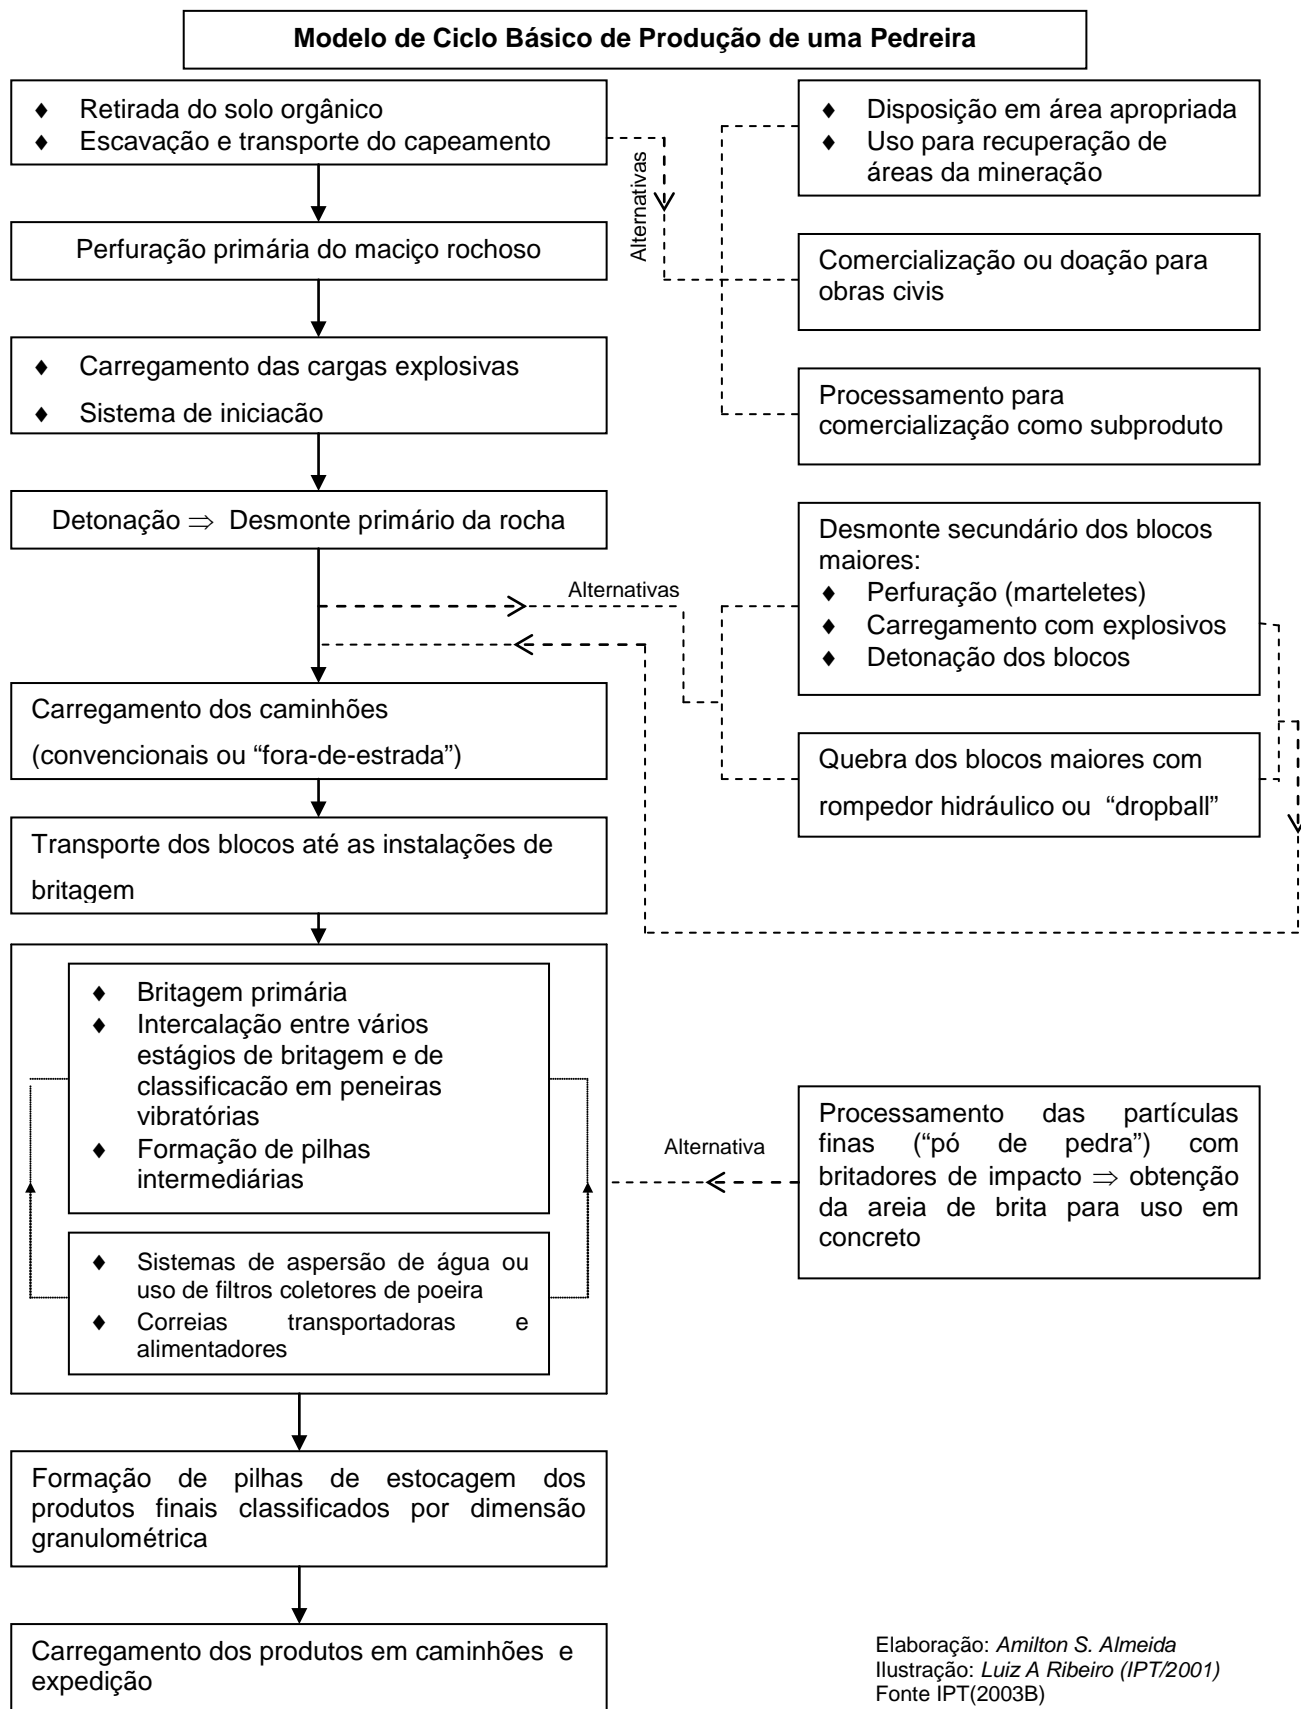 Modelo de Ciclo Básico de Produção de uma Pedreira
♦ Retirada do solo orgânico
♦ Escavação e transporte do capeamento
Alternativas
♦ Disposição em área apropriada
♦ Uso para recuperação de
áreas da mineração
Perfuração primária do maciço rochoso
Comercialização ou doação para
obras civis
♦ Carregamento das cargas explosivas
♦ Sistema de iniciacão
Processamento para
comercialização como subproduto
Detonação ⇒ Desmonte primário da rocha
Alternativas
Desmonte secundário dos blocos
maiores:
♦ Perfuração (marteletes)
♦ Carregamento com explosivos
♦ Detonação dos blocos
Carregamento dos caminhões
(convencionais ou “fora-de-estrada”)
Quebra dos blocos maiores com
rompedor hidráulico ou “dropball”
Transporte dos blocos até as instalações de
britagem
♦ Britagem primária
♦ Intercalação entre vários
estágios de britagem e de
classificacão em peneiras
vibratórias
♦ Formação de pilhas
intermediárias
Alternativa
Processamento das partículas
finas (“pó de pedra”) com
britadores de impacto ⇒ obtenção
da areia de brita para uso em
concreto
♦ Sistemas de aspersão de água ou
uso de filtros coletores de poeira
♦ Correias transportadoras e
alimentadores
Formação de pilhas de estocagem dos
produtos finais classificados por dimensão
granulométrica
Carregamento dos produtos em caminhões e
expedição
Elaboração: Amilton S. Almeida
Ilustração: Luiz A Ribeiro (IPT/2001)
Fonte IPT(2003B)